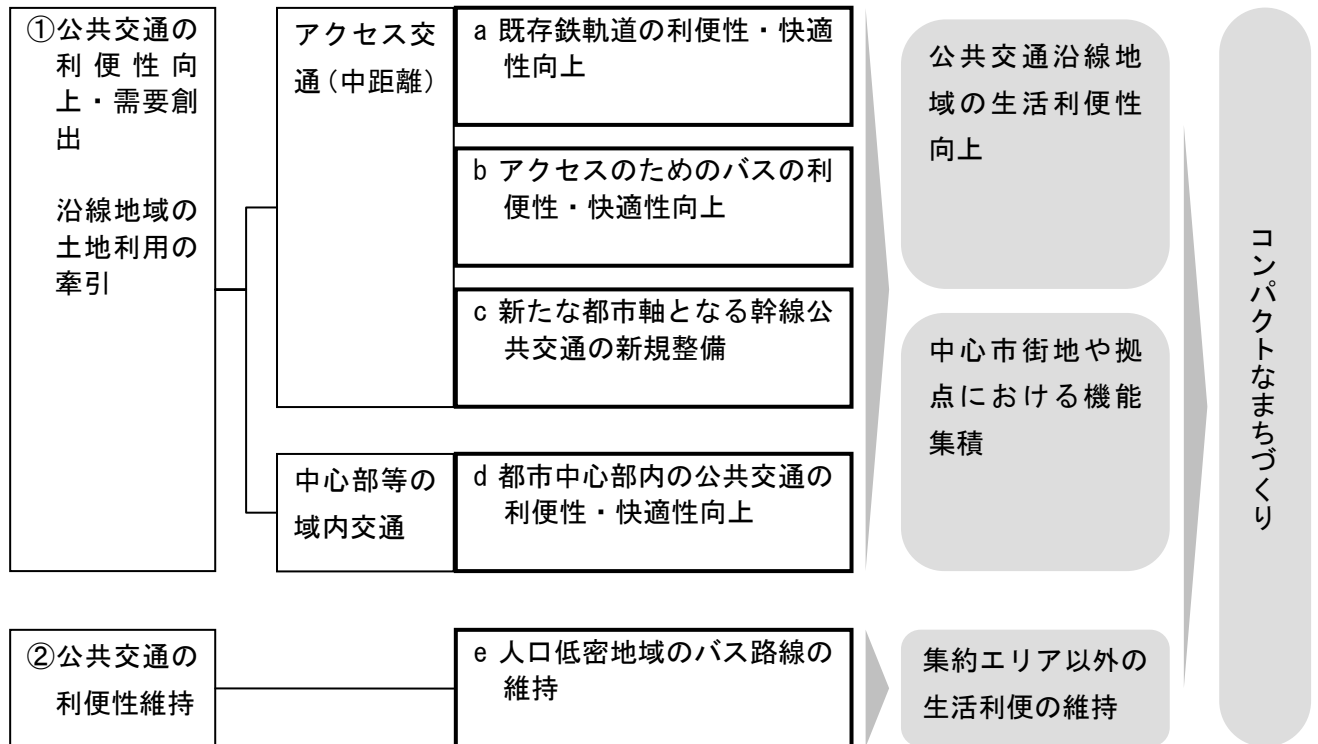 ①公共交通の
利便性向
上・需要創
出
沿線地域の
土地利用の
牽引
アクセス交
通（中距離）
a 既存鉄軌道の利便性・快適
性向上
b アクセスのためのバスの利
便性・快適性向上
c 新たな都市軸となる幹線公
共交通の新規整備
中心部等の
域内交通
d 都市中心部内の公共交通の
利便性・快適性向上
公共交通沿線地
域の生活利便性
向上
中心市街地や拠
点における機能
集積
②公共交通の
利便性維持
e 人口低密地域のバス路線の
維持
集約エリア以外の
生活利便の維持
コンパクトなまちづくり